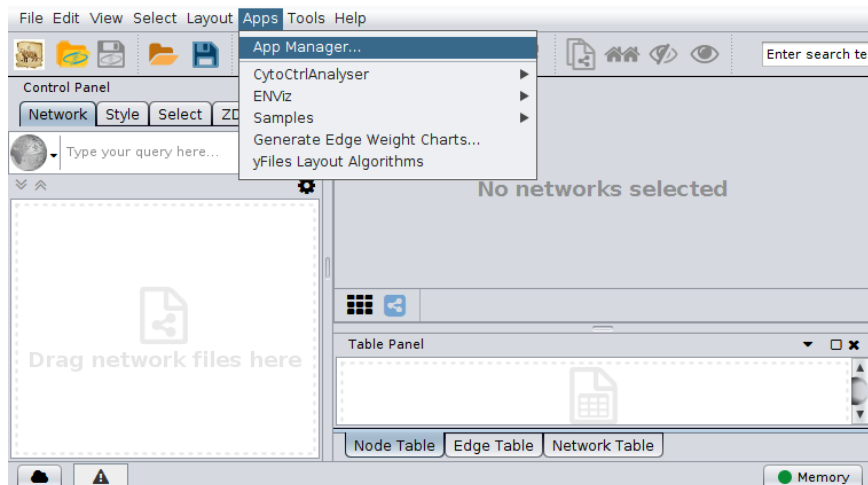 File Edit View Select Layout Apps Tools Help
App Manager...
Enter search te
CytoCtrlAnalyser
ENViz
Samples
Generate Edge Weight Charts...
yFiles Layout Algorithms
Control Panel
Network Style Select ZD
Type your query here...
No networks selected
Drag network files here
Table Panel
Node Table Edge Table Network Table
Memory